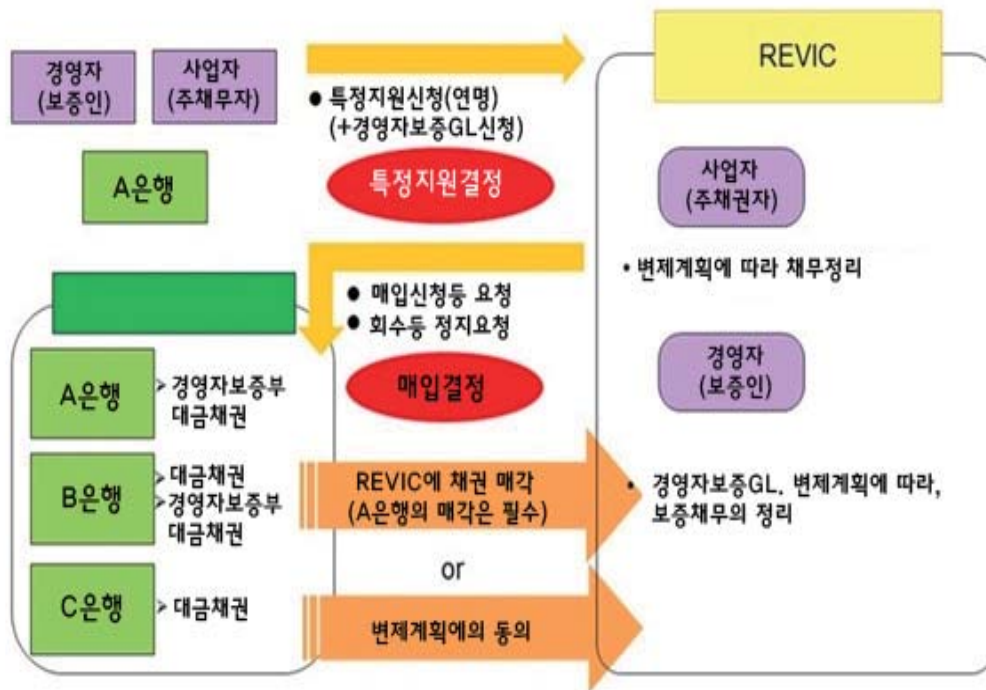 경영자
(보증인)
사업자
(주채무자)
A은행
● 특정지원신청(연명)
(+경영자보증GL신청)
특정지원결정
REVIC
사업자
(주채권자)
• 변제계획에 따라 채무정리
● 매입신청등 요청
● 회수등 정지요청
매입결정
경영자
(보증인)
• 경영자보증GL. 변제계획에 따라,
보증채무의 정리
A은행
➢ 경영자보증부
대금채권
B은행
➢ 대금채권
➢ 경영자보증부
대금채권
C은행
➢ 대금채권
REVIC에 채권 매각
(A은행의 매각은 필수)
or
변제계획에의 동의